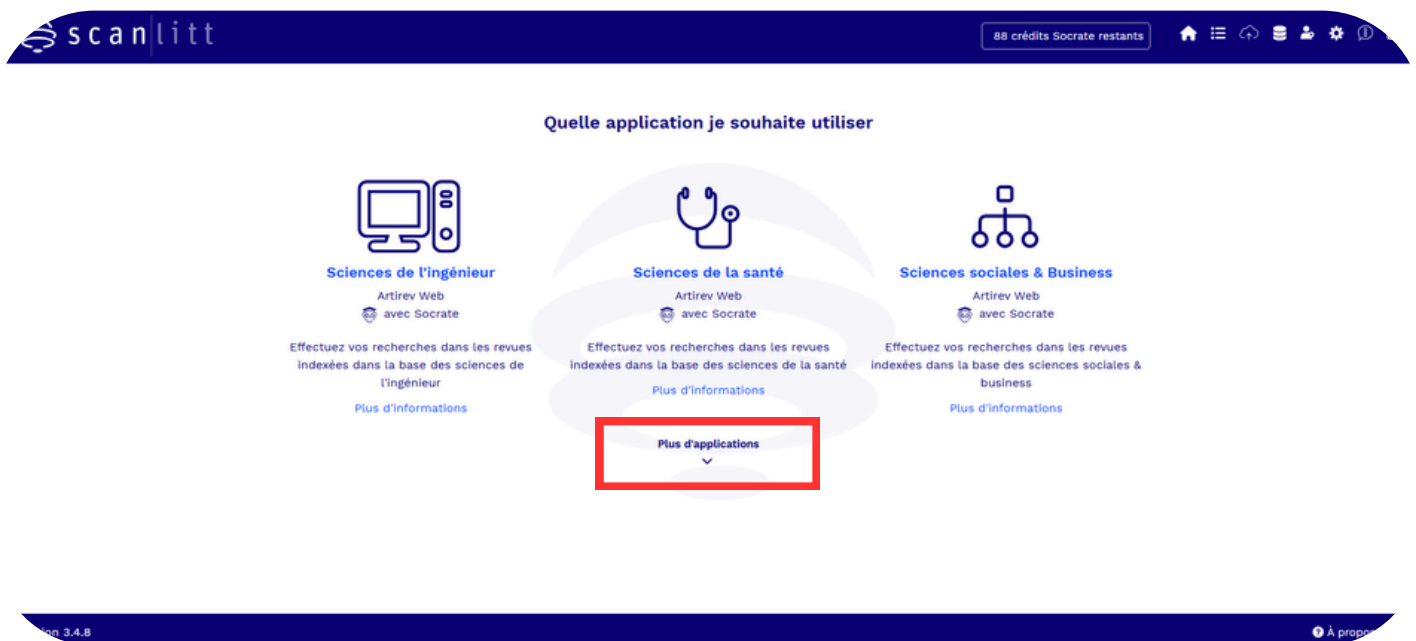 scanlitt
88 crédits Socrate restants
Quelle application je souhaite utiliser
Sciences de l'ingénieur
Artirev Web
avec Socrate
Effectuez vos recherches dans les revues
indexées dans la base des sciences de
l'ingénieur
Plus d'informations
Sciences de la santé
Artirev Web
avec Socrate
Effectuez vos recherches dans les revues
indexées dans la base des sciences de la santé
Plus d'informations
Sciences sociales & Business
Artirev Web
avec Socrate
Effectuez vos recherches dans les revues
indexées dans la base des sciences sociales &
business
Plus d'informations
Plus d'applications
3.4.8
À